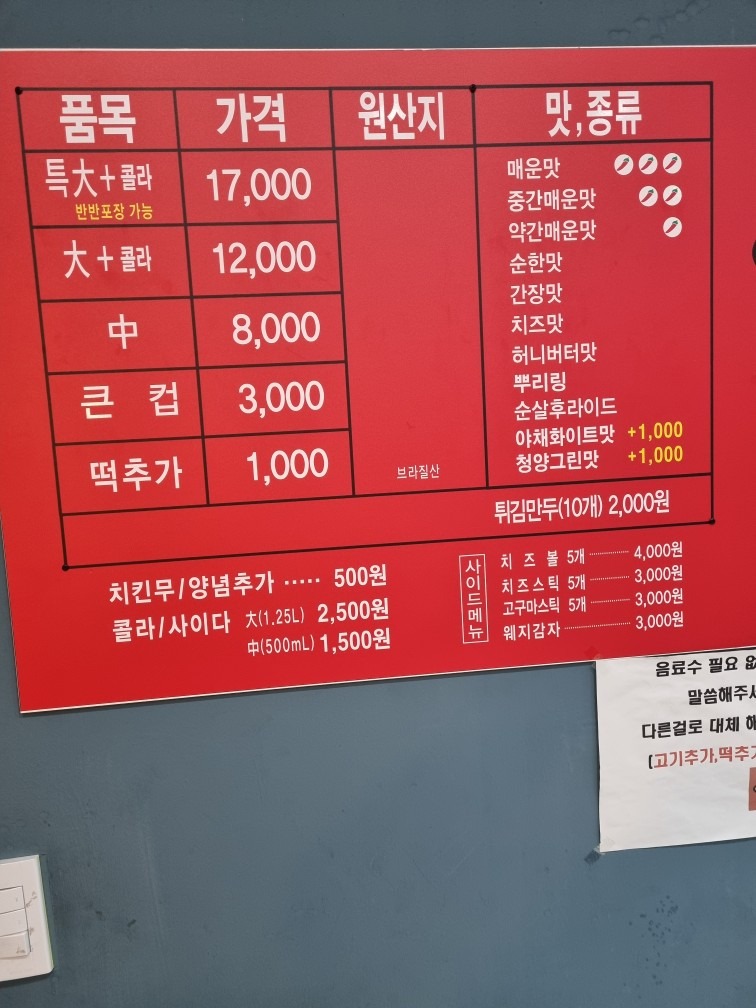 품목 가격 원산지 맛,종류
특大+콜라 17,000
반반포장 가능
大+콜라 12,000
中 8,000
큰 컵 3,000
떡추가 1,000
브라질산
매운맛
중간매운맛
약간매운맛
순한맛
간장맛
치즈맛
허니버터맛
뿌리링
순살후라이드
야채화이트맛 +1,000
청양그린맛 +1,000
튀김만두(10개) 2,000원
치킨무/양념추가 ····· 500원
콜라/사이다 大(1.25L) 2,500원
中(500mL) 1,500원
사이드메뉴
치즈볼 5개 ········ 4,000원
치즈스틱 5개 ········ 3,000원
고구마스틱 5개 ········ 3,000원
웨지감자 ············ 3,000원
음료수 필요
말씀해주
다른걸로 대체
(고기추가,떡추